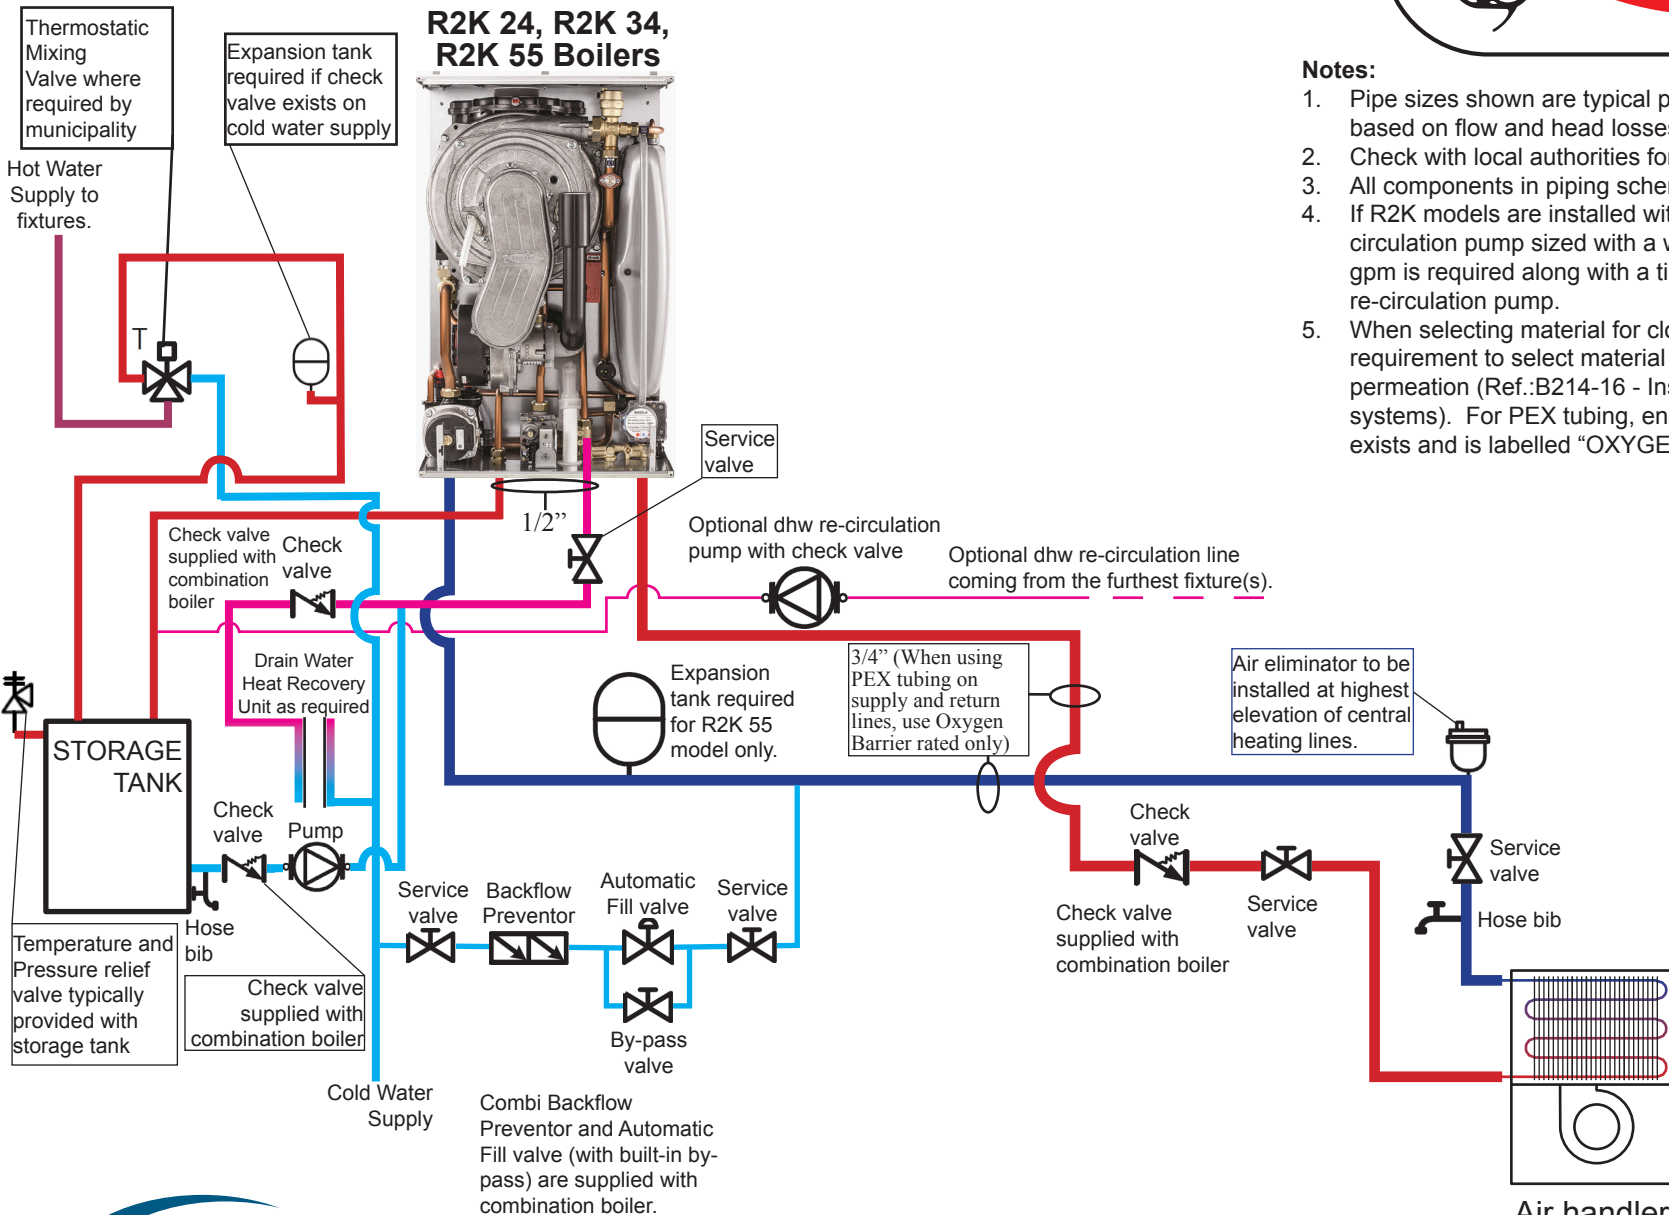 R2K 24, R2K 34,
R2K 55 Boilers
Thermostatic
Mixing
Valve where
required by
municipality
Expansion tank
required if check
valve exists on
cold water supply
Hot Water
Supply to
fixtures.
T
Notes:
1. Pipe sizes shown are typical p
based on flow and head losses
2. Check with local authorities for
3. All components in piping scher
4. If R2K models are installed wit
circulation pump sized with a w
gpm is required along with a ti
re-circulation pump.
5. When selecting material for clo
requirement to select material
permeation (Ref.:B214-16 - Ins
systems). For PEX tubing, en
exists and is labelled “OXYGE
Service
valve
1/2”
Check valve
supplied with
combination
boiler
Check
valve
Optional dhw re-circulation
pump with check valve
Optional dhw re-circulation line
coming from the furthest fixture(s).
Drain Water
Heat Recovery
Unit as required
Expansion
tank required
for R2K 55
model only.
3/4” (When using
PEX tubing on
supply and return
lines, use Oxygen
Barrier rated only)
Air eliminator to be
installed at highest
elevation of central
heating lines.
STORAGE
TANK
Check
valve
Pump
Hose
bib
Service
valve
Backflow
Preventor
Automatic
Fill valve
Service
valve
By-pass
valve
Check
valve
Check valve
supplied with
combination boiler
Service
valve
Service
valve
Hose bib
Temperature and
Pressure relief
valve typically
provided with
storage tank
Check valve
supplied with
combination boiler
Cold Water
Supply
Combi Backflow
Preventor and Automatic
Fill valve (with built-in by-
pass) are supplied with
combination boiler.
Air handler